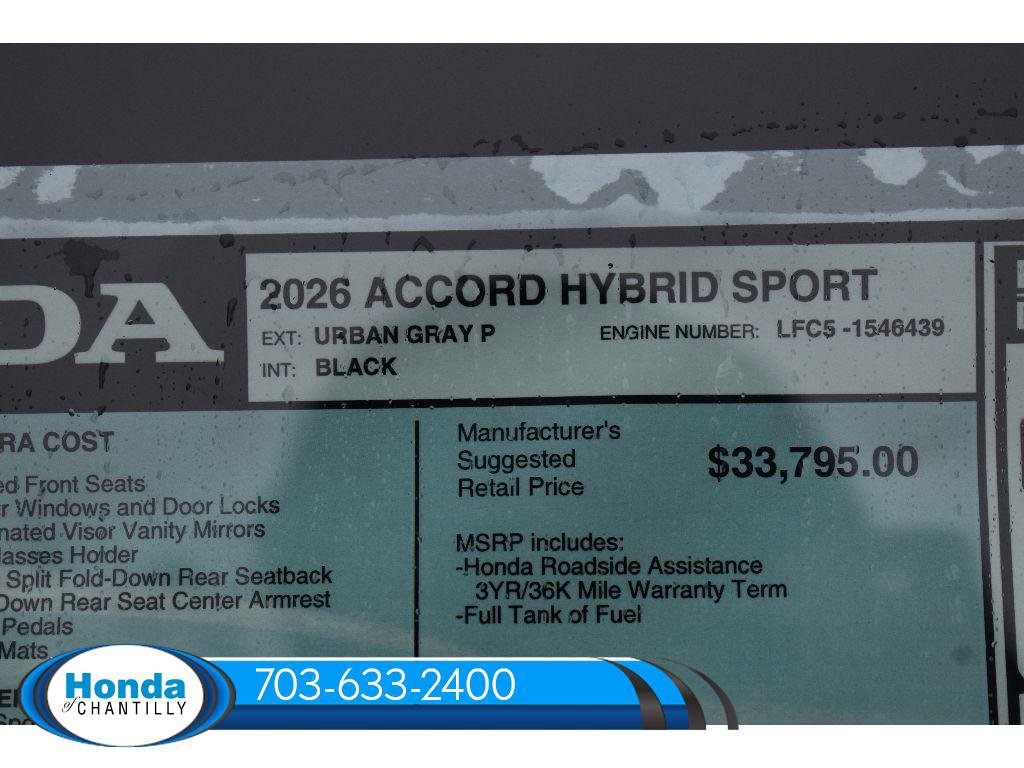 DA
2026 ACCORD HYBRID SPORT
EXT: URBAN GRAY P ENGINE NUMBER: LFC5 -1546439
INT: BLACK
RA COST
ed Front Seats
r Windows and Door Locks
nated Visor Vanity Mirrors
lasses Holder
Split Fold-Down Rear Seatback
Down Rear Seat Center Armrest
Pedals
Mats
Manufacturer's
Suggested
Retail Price
$33,795.00
MSRP includes:
-Honda Roadside Assistance
3YR/36K Mile Warranty Term
-Full Tank of Fuel
Honda
of CHANTILLY
703-633-2400